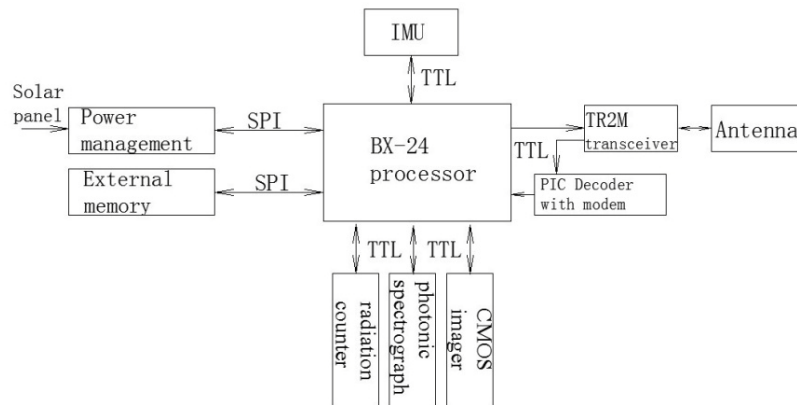 IMU
TTL
Solar
panel
Power
management
SPI
BX-24
processor
TTL
TR2M
transceiver
Antenna
External
memory
SPI
PIC Decoder
with modem
TTL
TTL
radiation
counter
photonic
spectrograph
CMOS
imager